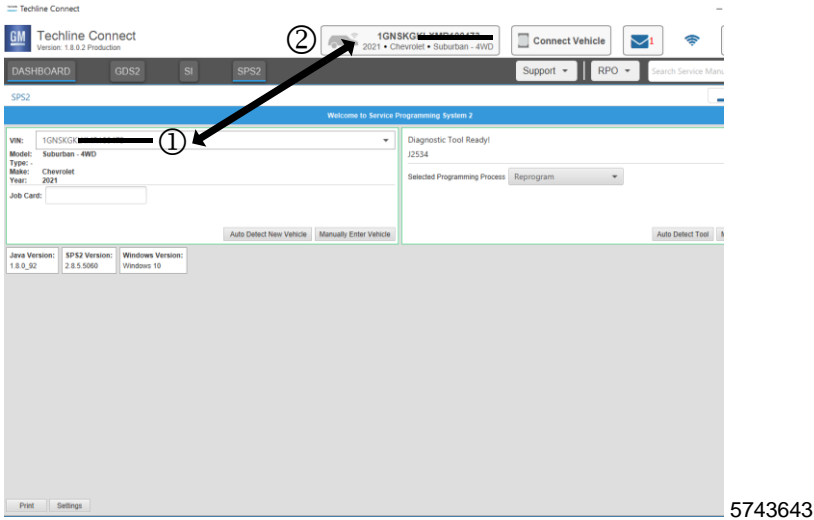 Techline Connect
GM
Techline Connect
Version: 1.8.0.2 Production
②
1GNSKG
2021 • Chevrolet • Suburban - 4WD
Connect Vehicle
1
DASHBOARD GDS2 SI SPS2
Support RPO Search Service Manu
SPS2
Welcome to Service Programming System 2
VIN: 1GNSKGK
①
Model: Suburban - 4WD
Type: -
Make: Chevrolet
Year: 2021
Job Card:
Auto Detect New Vehicle Manually Enter Vehicle
Diagnostic Tool Ready!
J2534
Selected Programming Process Reprogram
Auto Detect Tool
Java Version: SPS2 Version: Windows Version:
1.8.0_92 2.8.5.5060 Windows 10
Print Settings
5743643